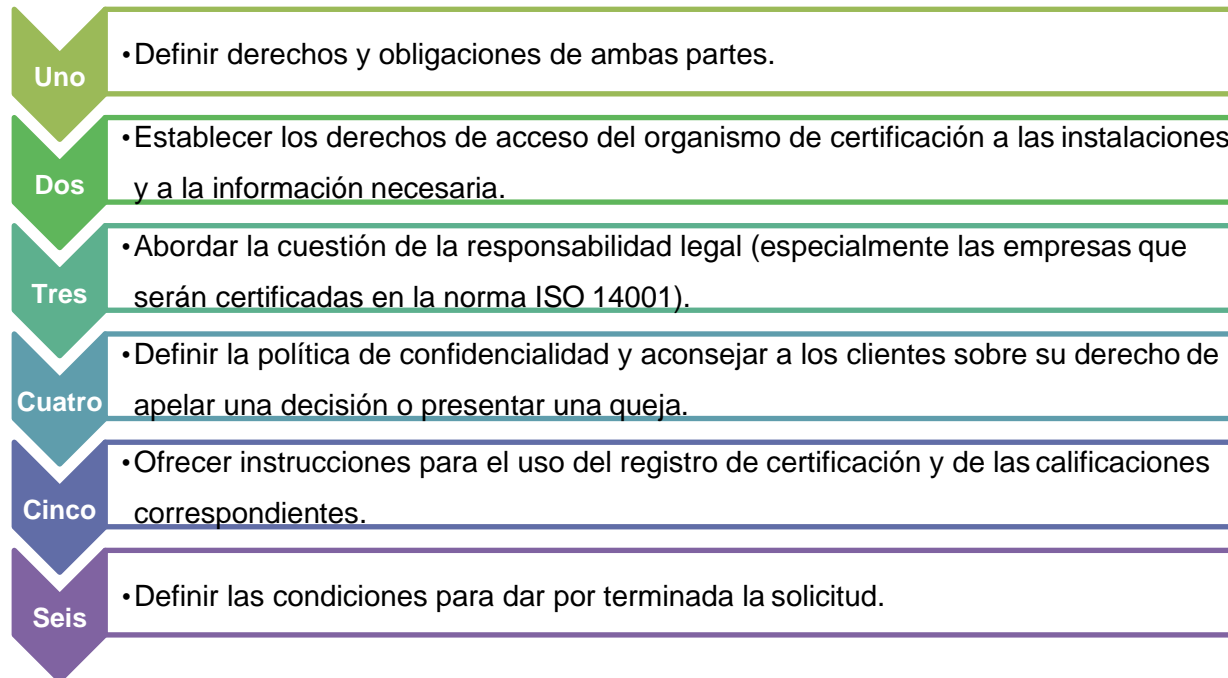 Uno
•Definir derechos y obligaciones de ambas partes.
Dos
•Establecer los derechos de acceso del organismo de certificación a las instalaciones
y a la información necesaria.
Tres
•Abordar la cuestión de la responsabilidad legal (especialmente las empresas que
serán certificadas en la norma ISO 14001).
Cuatro
•Definir la política de confidencialidad y aconsejar a los clientes sobre su derecho de
apelar una decisión o presentar una queja.
Cinco
•Ofrecer instrucciones para el uso del registro de certificación y de las calificaciones
correspondientes.
Seis
•Definir las condiciones para dar por terminada la solicitud.